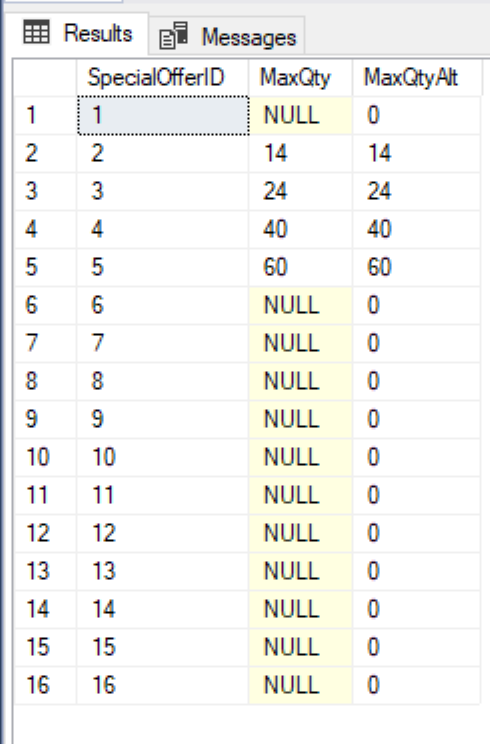 Results Messages
SpecialOfferID MaxQty MaxQtyAlt
1 1 NULL 0
2 2 14 14
3 3 24 24
4 4 40 40
5 5 60 60
6 6 NULL 0
7 7 NULL 0
8 8 NULL 0
9 9 NULL 0
10 10 NULL 0
11 11 NULL 0
12 12 NULL 0
13 13 NULL 0
14 14 NULL 0
15 15 NULL 0
16 16 NULL 0